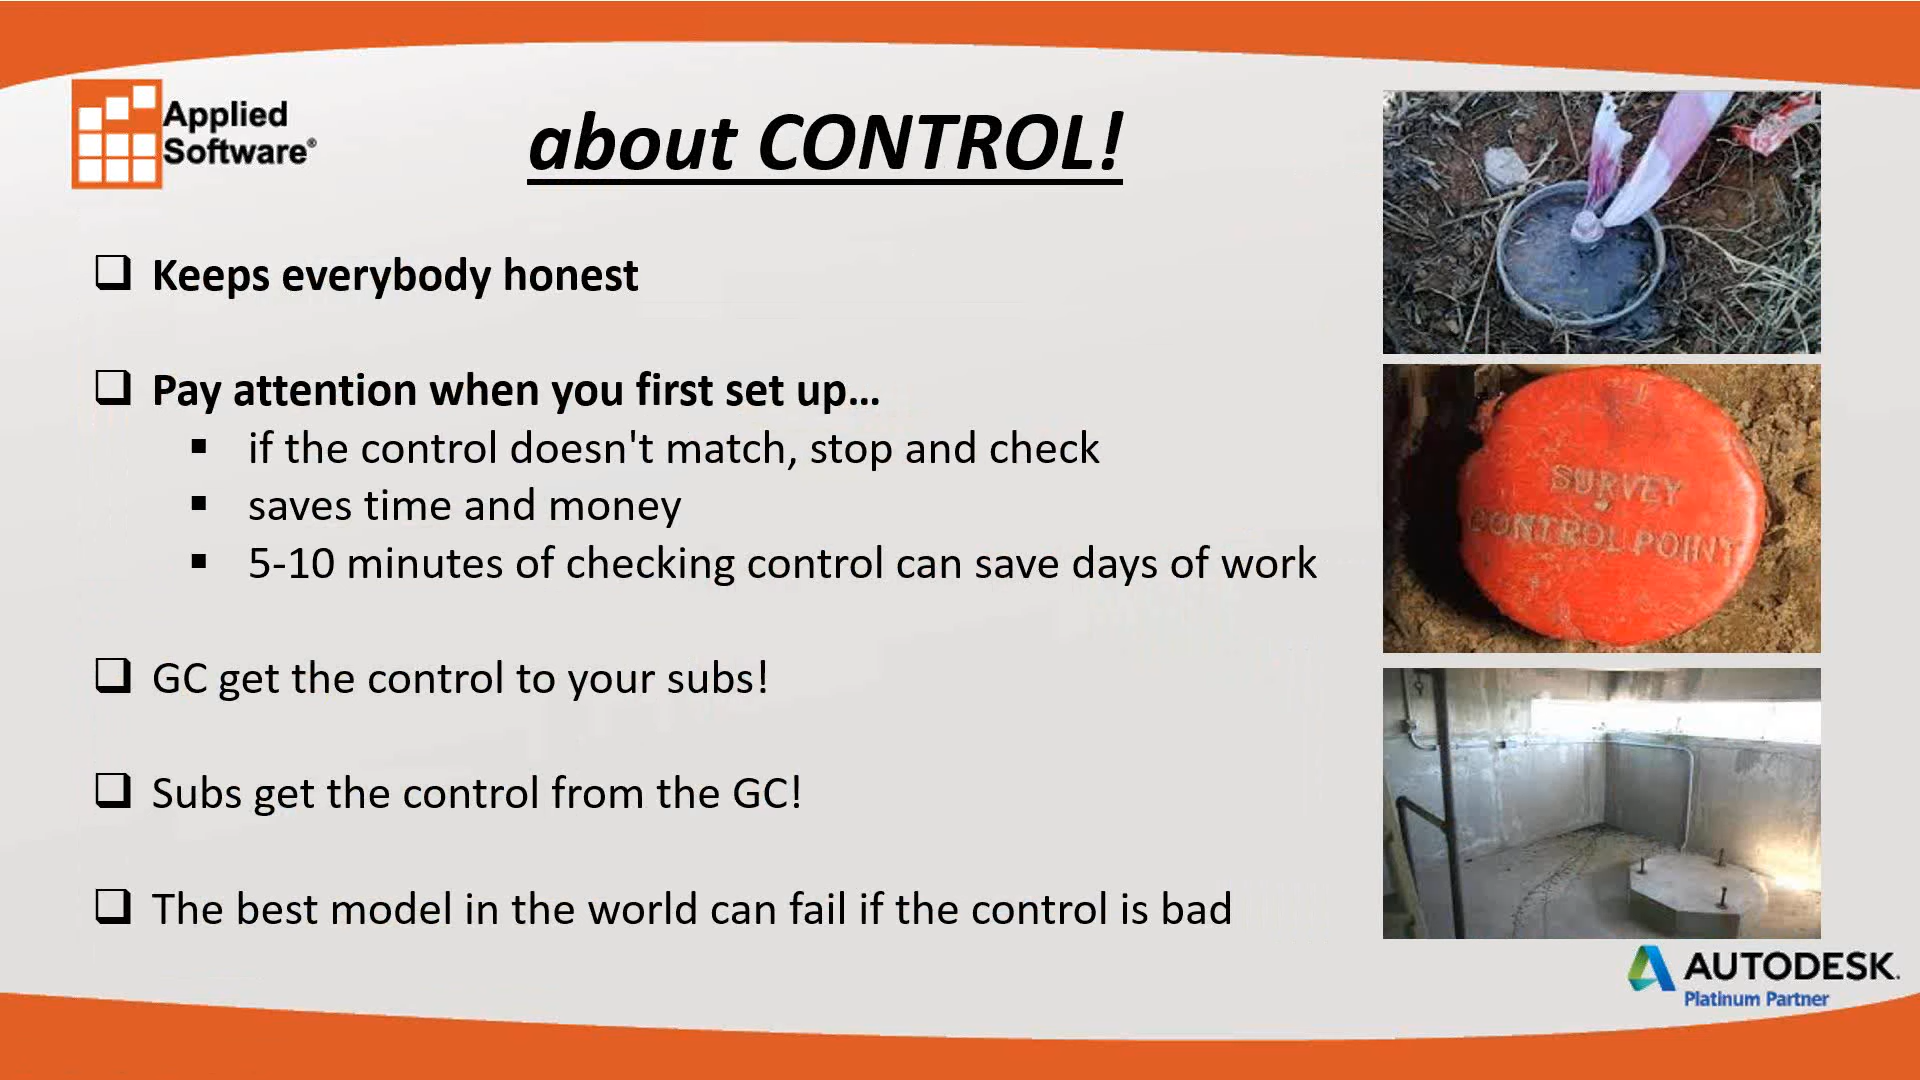 Applied
Software®
about CONTROL!
❑ Keeps everybody honest
❑ Pay attention when you first set up...
▪ if the control doesn't match, stop and check
▪ saves time and money
▪ 5-10 minutes of checking control can save days of work
❑ GC get the control to your subs!
❑ Subs get the control from the GC!
❑ The best model in the world can fail if the control is bad
SURVEY
CONTROL POINT
AUTODESK.
Platinum Partner